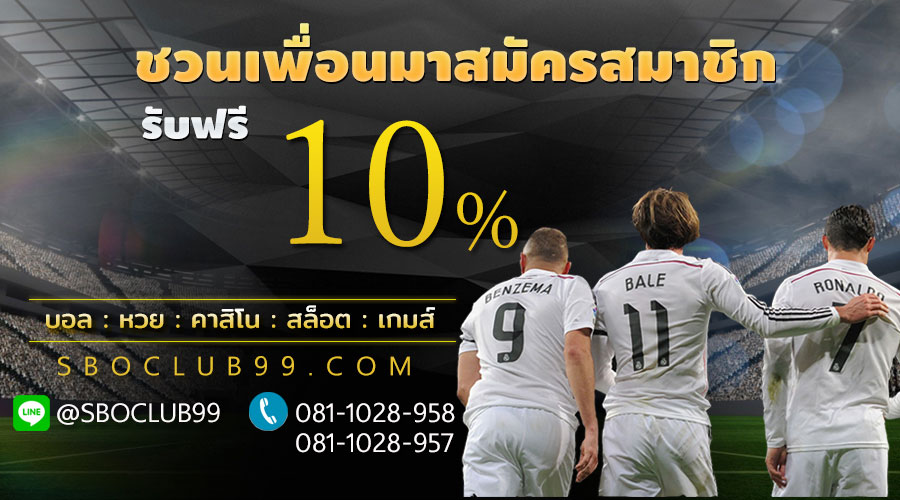 ชวนเพื่อนมาสมัครสมาชิก
รับฟรี
10%
บอล : หวย : คาสิโน : สล็อต : เกมส์
SBOCLUB99.COM
LINE @SBOCLUB99
081-1028-958
081-1028-957
BENZEMA
9
BALE
11
RONALDO
7